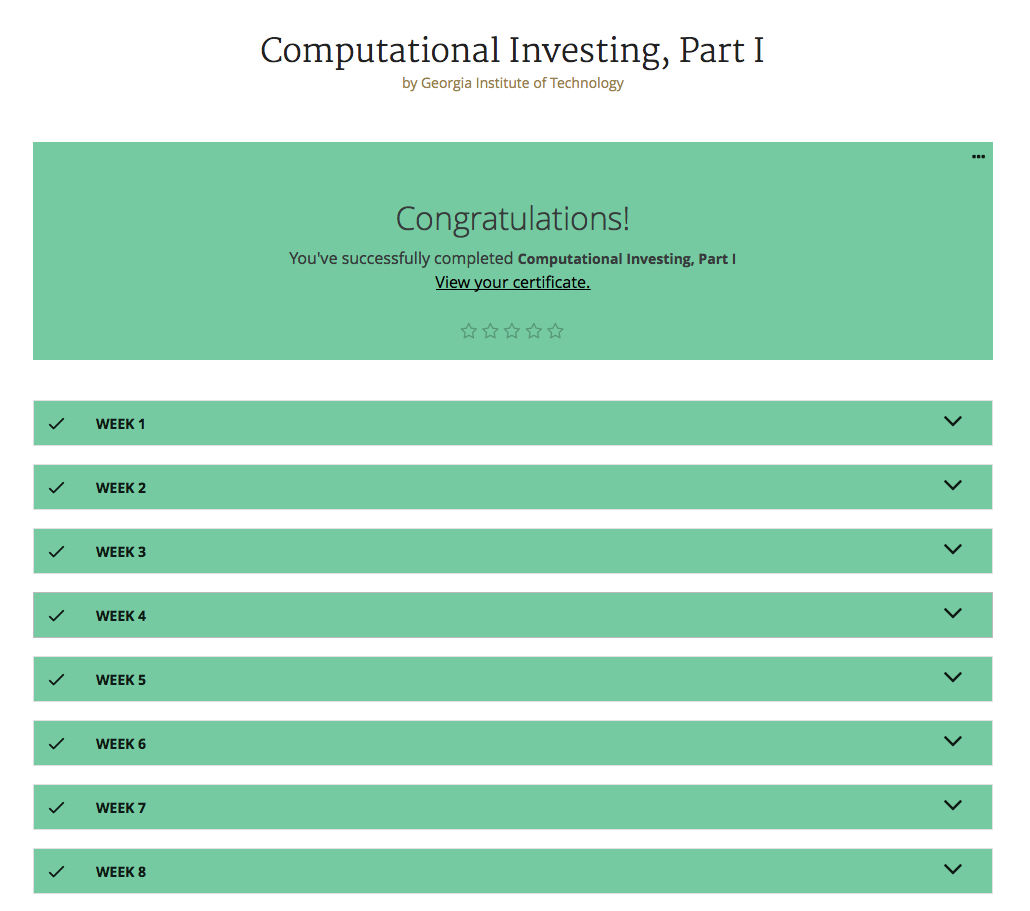 Computational Investing, Part I
by Georgia Institute of Technology
Congratulations!
You've successfully completed Computational Investing, Part I
View your certificate.
WEEK 1
WEEK 2
WEEK 3
WEEK 4
WEEK 5
WEEK 6
WEEK 7
WEEK 8